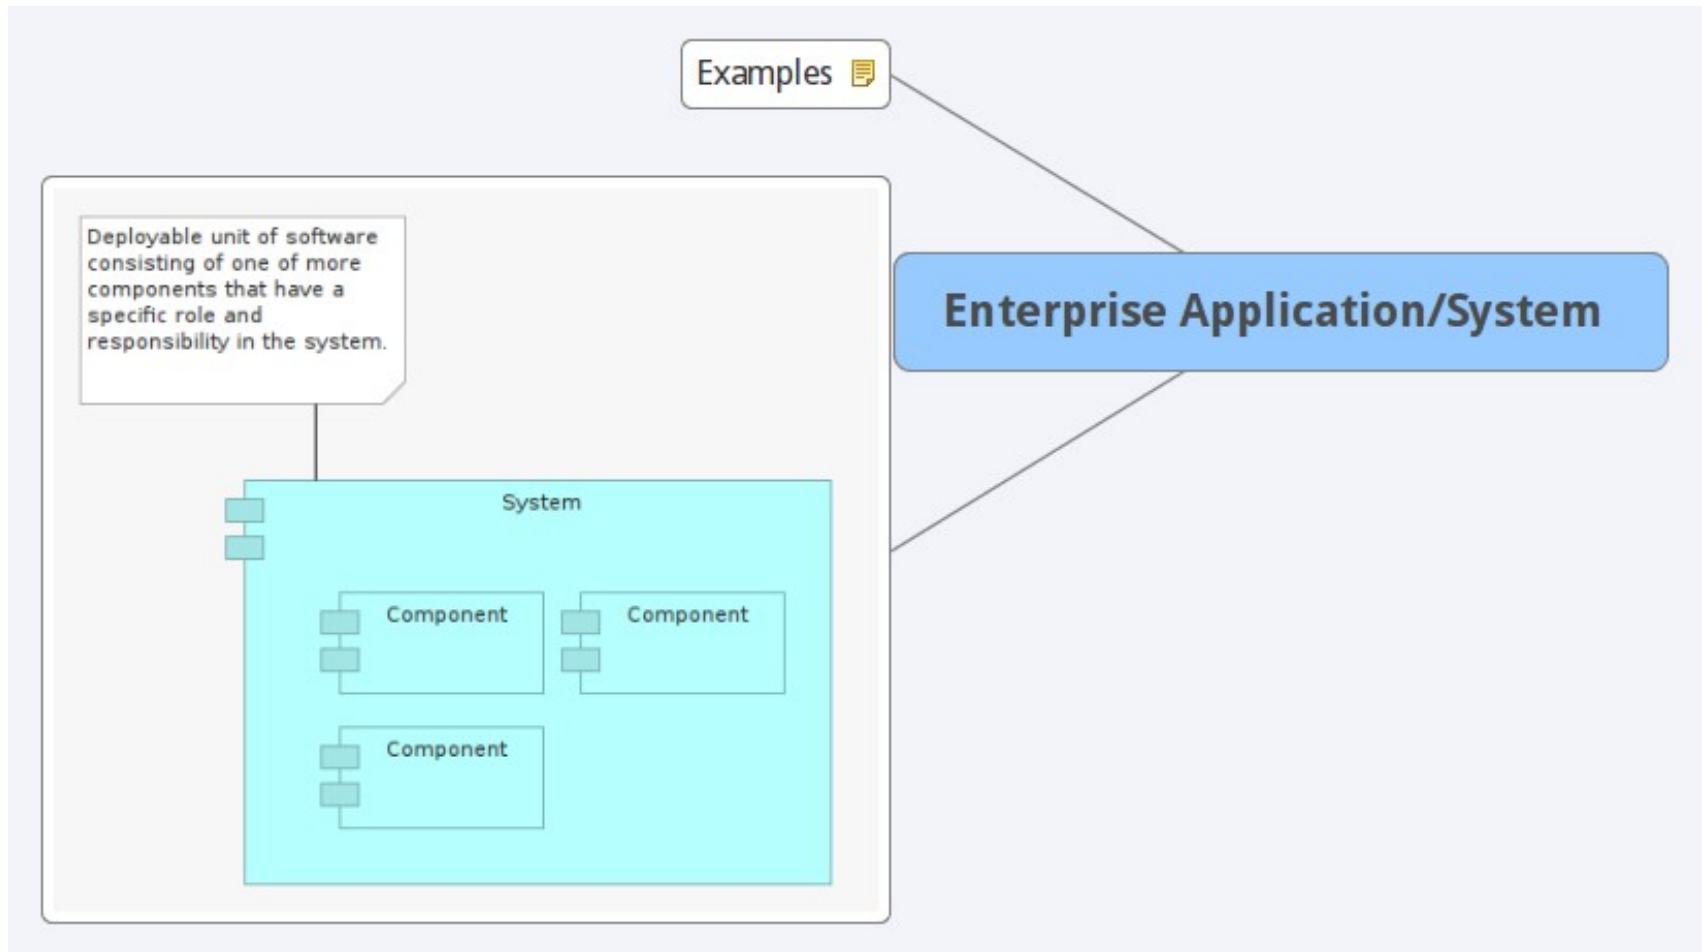 Examples
Deployable unit of software
consisting of one of more
components that have a
specific role and
responsibility in the system.
Enterprise Application/System
System
Component
Component
Component